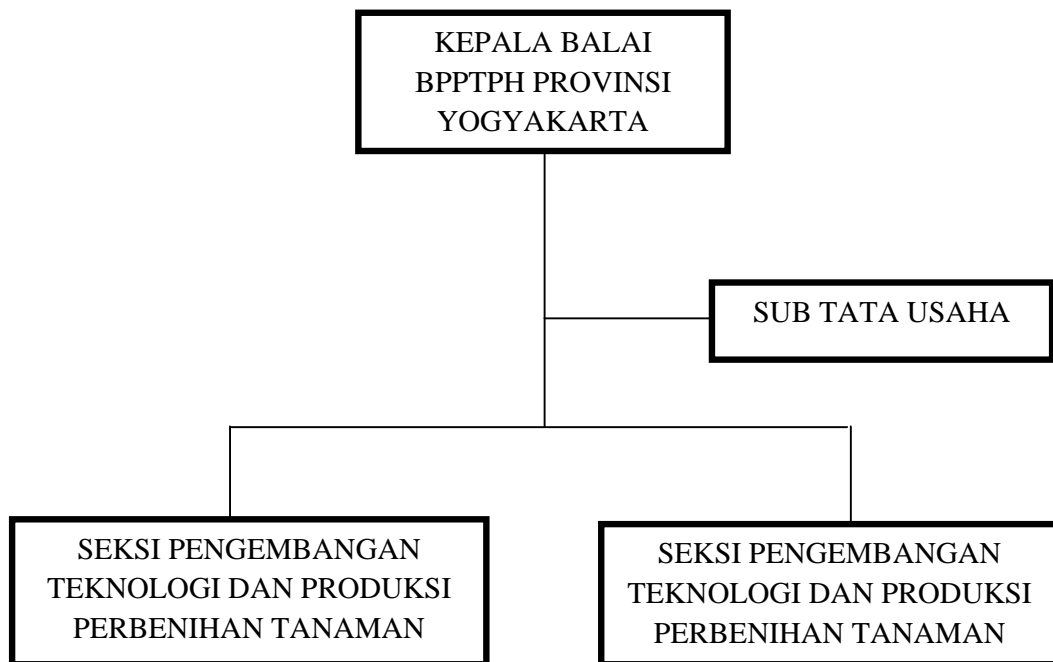 KEPALA BALAI
BPPTPH PROVINSI
YOGYAKARTA
SUB TATA USAHA
SEKSI PENGEMBANGAN
TEKNOLOGI DAN PRODUKSI
PERBENIHAN TANAMAN
SEKSI PENGEMBANGAN
TEKNOLOGI DAN PRODUKSI
PERBENIHAN TANAMAN